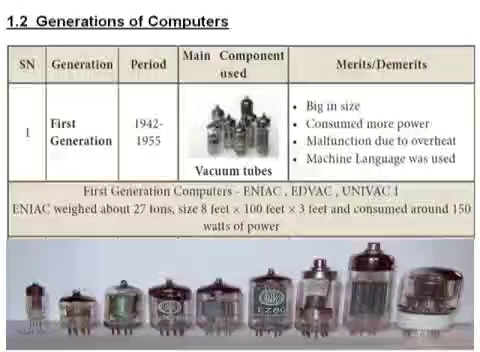 1.2 Generations of Computers
SN Generation Period Main Component used Merits/Demerits
1 First Generation 1942-1955 Vacuum tubes
• Big in size
• Consumed more power
• Malfunction due to overheat
• Machine Language was used
First Generation Computers - ENIAC , EDVAC , UNIVAC 1
ENIAC weighed about 27 tons, size 8 feet × 100 feet × 3 feet and consumed around 150
watts of power
EZ80